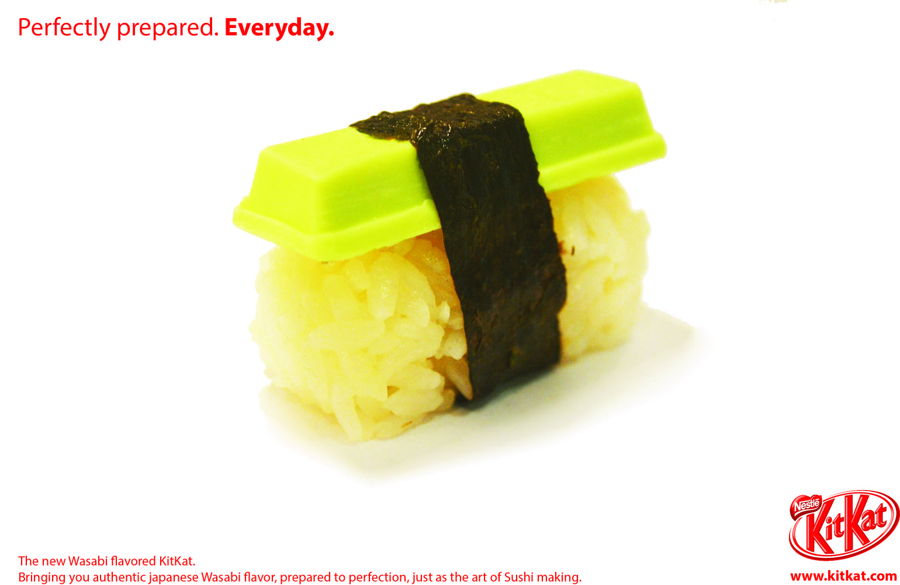 Perfectly prepared. Everyday.
The new Wasabi flavored KitKat.
Bringing you authentic japanese Wasabi flavor, prepared to perfection, just as the art of Sushi making.
Nestle
KitKat
www.kitkat.com